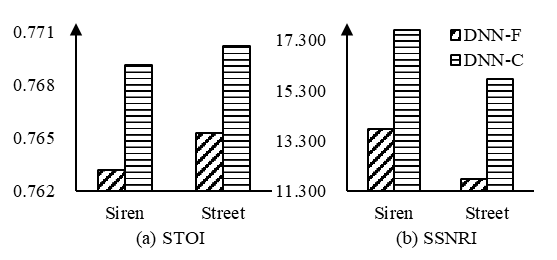 0.771
0.768
0.765
0.762
Siren Street
(a) STOI
17.300
15.300
13.300
11.300
DNN-F
DNN-C
Siren Street
(b) SSNRI